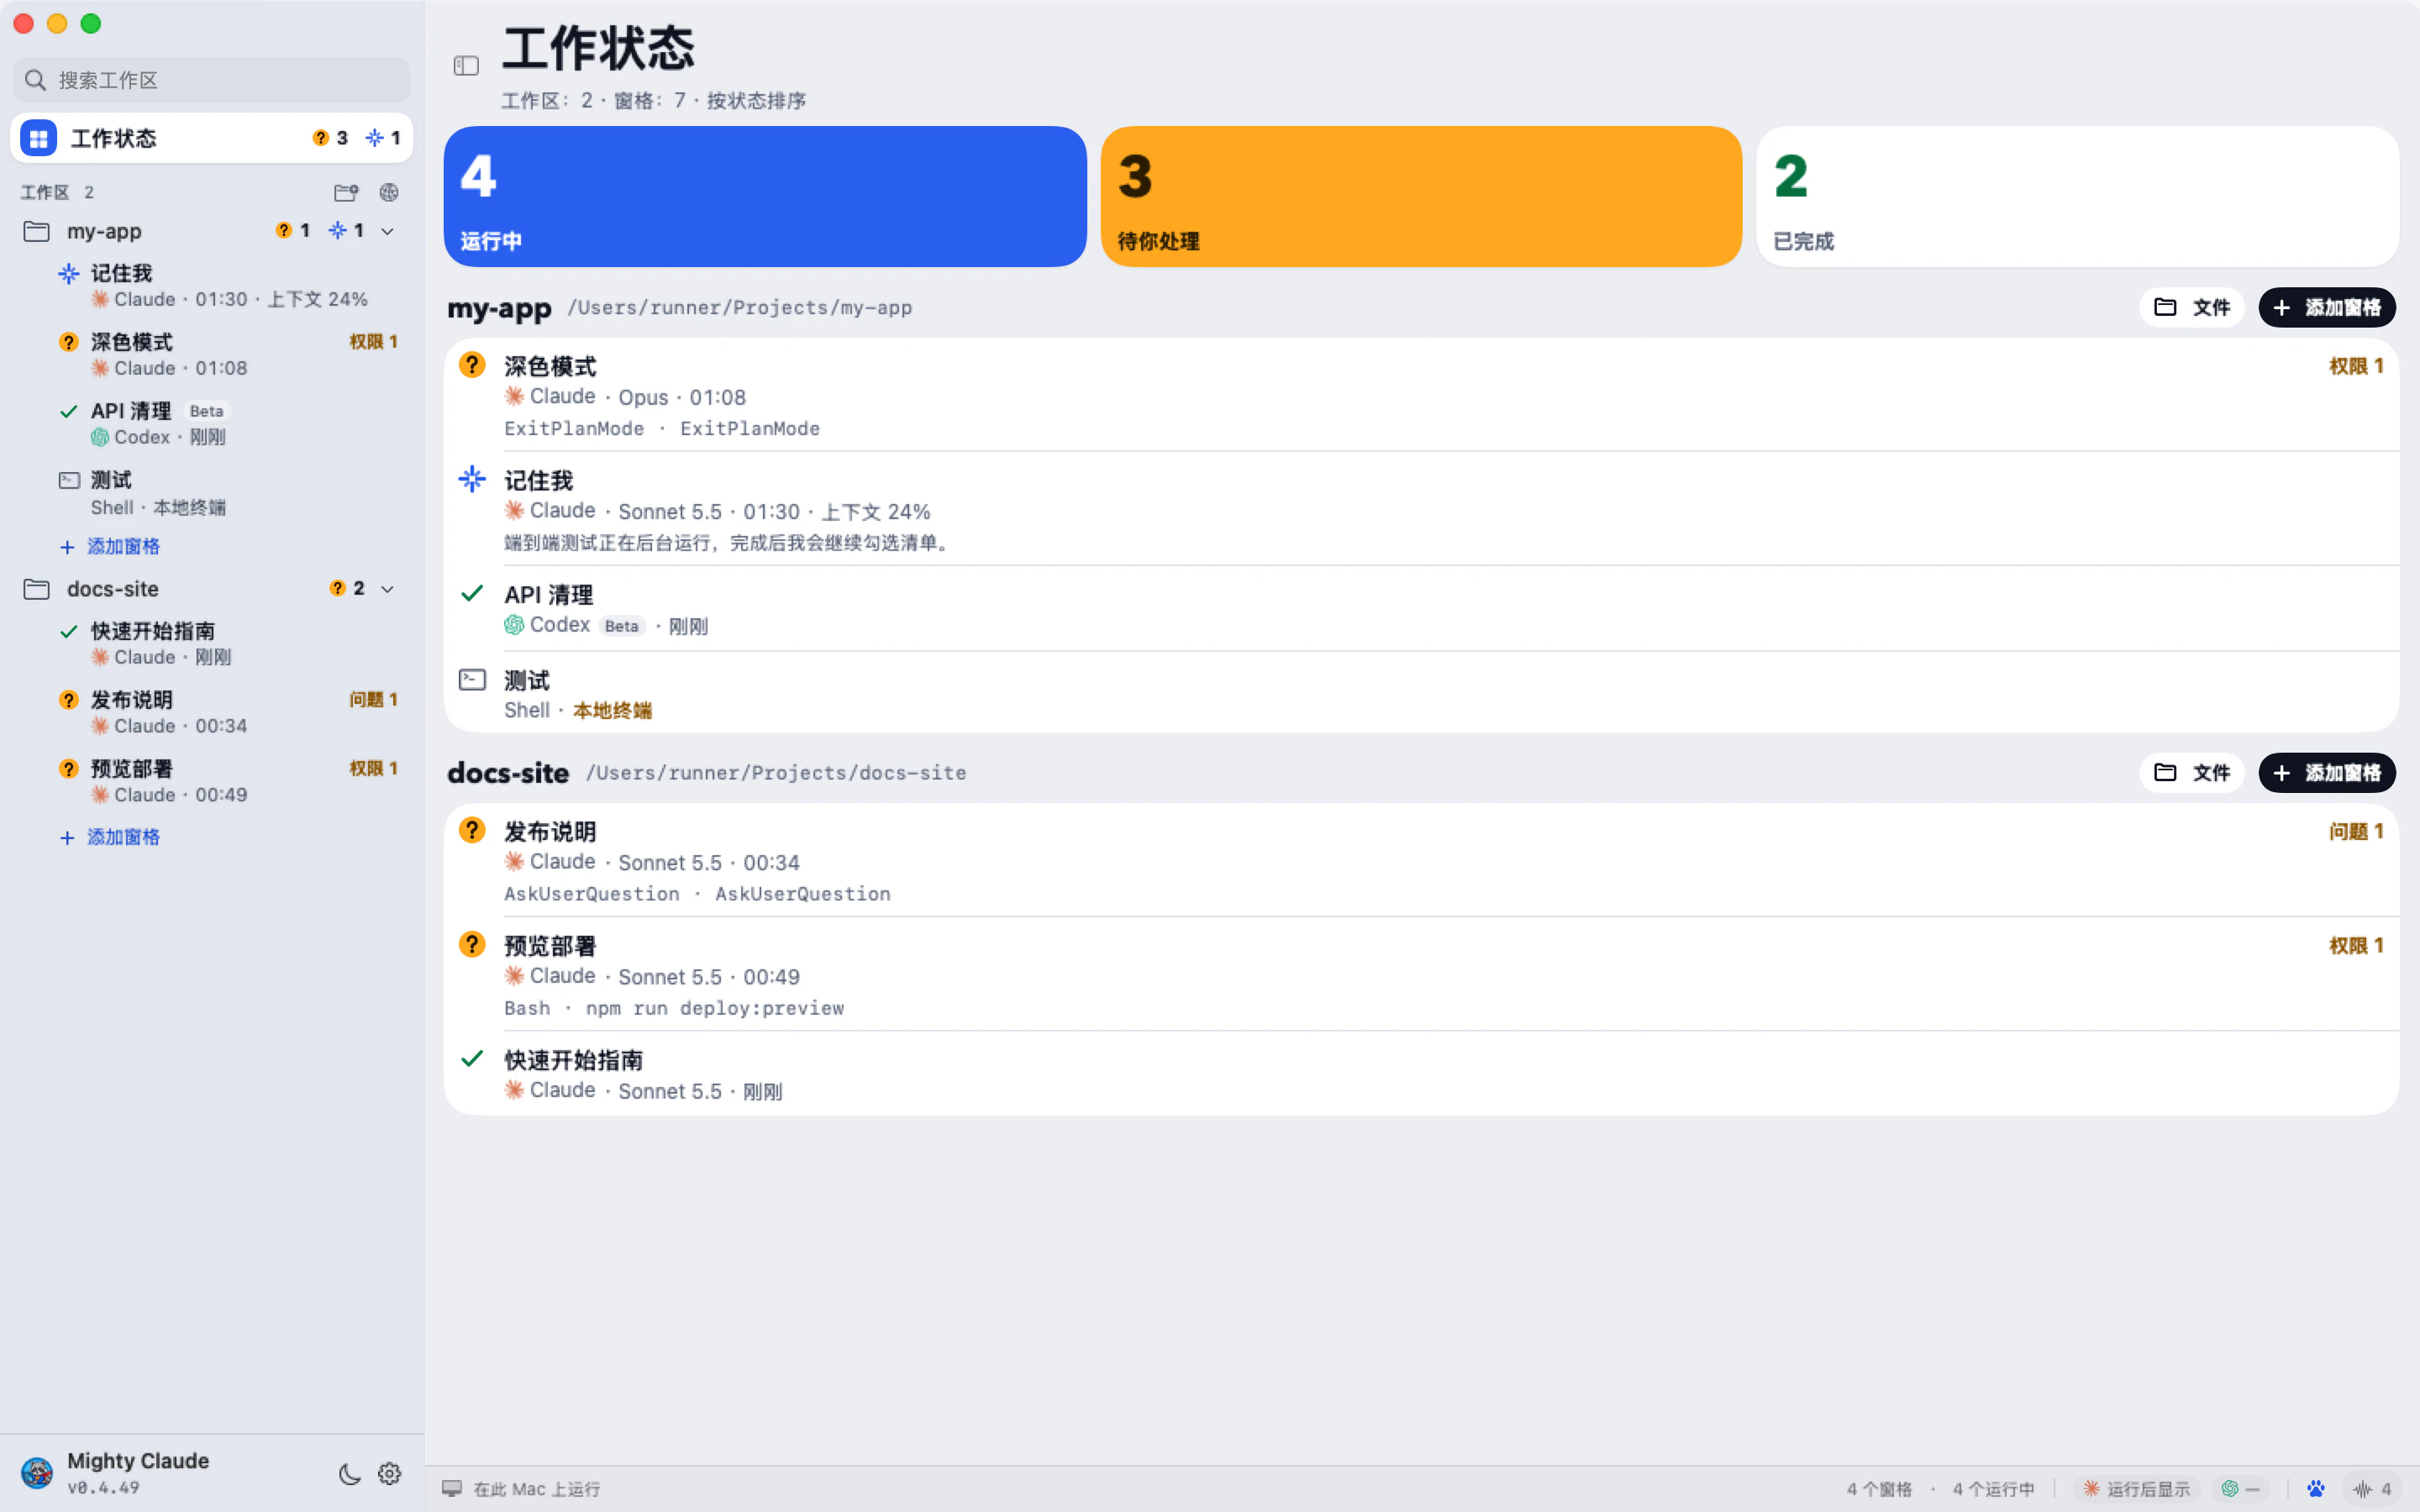 搜索工作区
工作状态 3 1
工作区 2
my-app 1 1
记住我
Claude · 01:30 · 上下文 24%
深色模式 权限 1
Claude · 01:08
API 清理 Beta
Codex · 刚刚
测试
Shell · 本地终端
+ 添加窗格
docs-site 2
快速开始指南
Claude · 刚刚
发布说明 问题 1
Claude · 00:34
预览部署 权限 1
Claude · 00:49
+ 添加窗格
Mighty Claude
v0.4.49
工作状态
工作区：2 · 窗格：7 · 按状态排序
4
运行中
3
待你处理
2
已完成
my-app /Users/runner/Projects/my-app 文件 + 添加窗格
深色模式 权限 1
Claude · Opus · 01:08
ExitPlanMode · ExitPlanMode
记住我
Claude · Sonnet 5.5 · 01:30 · 上下文 24%
端到端测试正在后台运行，完成后我会继续勾选清单。
API 清理
Codex Beta · 刚刚
测试
Shell · 本地终端
docs-site /Users/runner/Projects/docs-site 文件 + 添加窗格
发布说明 问题 1
Claude · Sonnet 5.5 · 00:34
AskUserQuestion · AskUserQuestion
预览部署 权限 1
Claude · Sonnet 5.5 · 00:49
Bash · npm run deploy:preview
快速开始指南
Claude · Sonnet 5.5 · 刚刚
在此 Mac 上运行 4 个窗格 · 4 个运行中 运行后显示 — 4